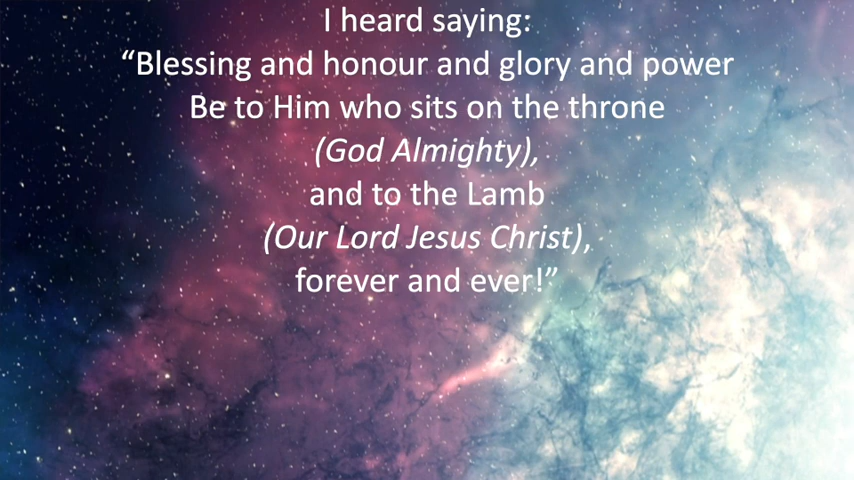 I heard saying:
“Blessing and honour and glory and power
Be to Him who sits on the throne
(God Almighty),
and to the Lamb
(Our Lord Jesus Christ),
forever and ever!”